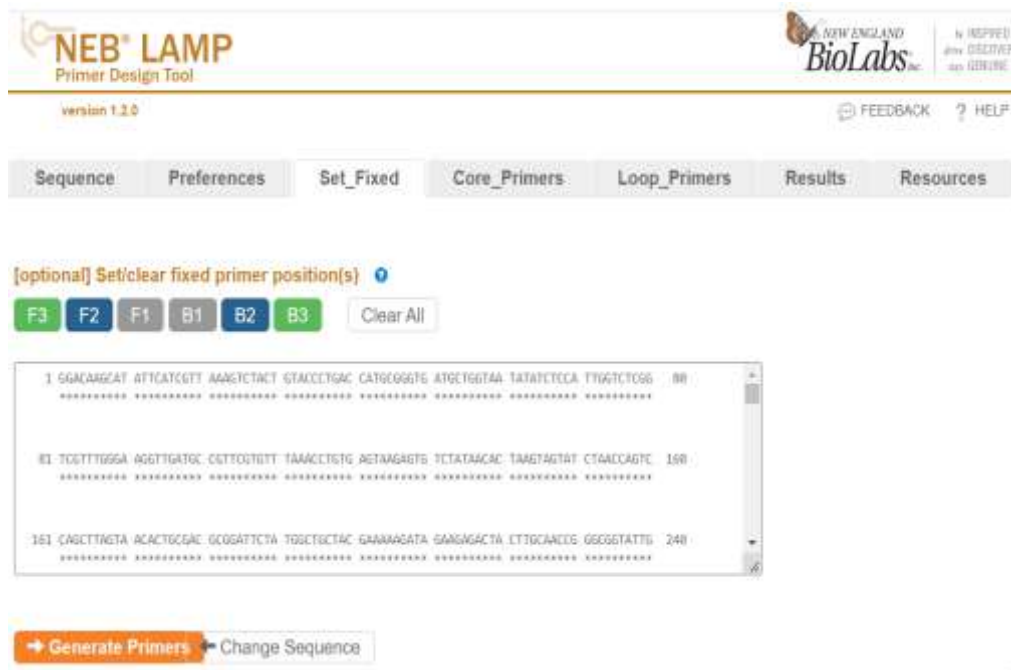 NEB® LAMP
Primer Design Tool
NEW ENGLAND
BioLabs Inc.
version 1.2.0
FEEDBACK ? HELP
Sequence Preferences Set_Fixed Core_Primers Loop_Primers Results Resources
[optional] Set/clear fixed primer position(s) ?
F3 F2 F1 B1 B2 B3 Clear All
1 GGACAAGCAT ATTCATCGTT AAAGTCTACT GTACCCTGAC CATGCGGGTG ATGCTGGTAA TATATCTCCA TTGGTCTCGG 80
********** ********** ********** ********** ********** ********** ********** **********
81 TCGTTTGGGA AGGTTGATGC CGTTCGTGTT TAAACCTGTG AGTAAGAGTG TCTATAACAC TAAGTAGTAT CTAACCAGTC 160
********** ********** ********** ********** ********** ********** ********** **********
161 CAGCTTAGTA ACACTGCGAC GCGGATTCTA TGGCTGCTAC GAAAAAGATA GAAGAGACTA CTTGCAACCG GGCGGTATTG 240
********** ********** ********** ********** ********** ********** ********** **********
Generate Primers Change Sequence